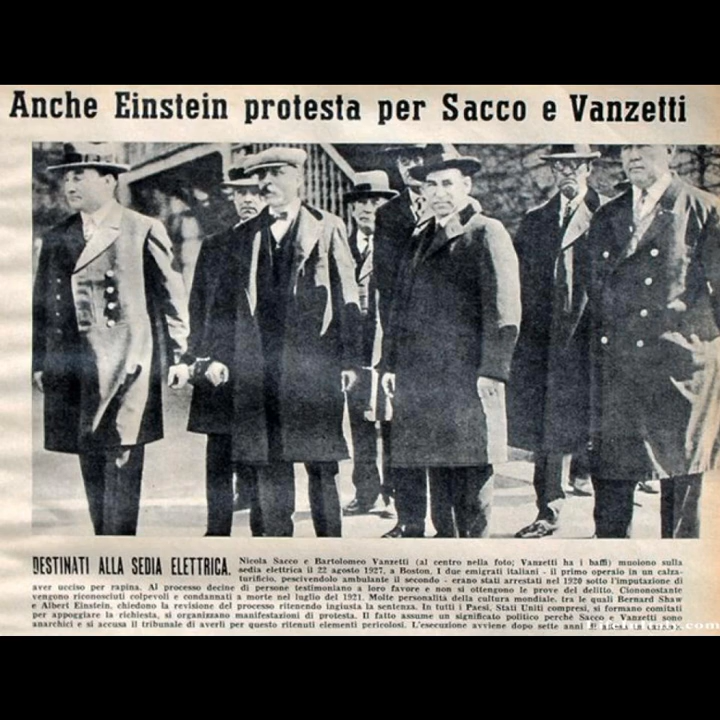 Anche Einstein protesta per Sacco e Vanzetti
DESTINATI ALLA SEDIA ELETTRICA. Nicola Sacco e Bartolomeo Vanzetti (al centro nella foto; Vanzetti ha i baffi) muoiono sulla
sedia elettrica il 22 agosto 1927, a Boston. I due emigrati italiani - il primo operaio in un calza-
turificio, pescivendolo ambulante il secondo - erano stati arrestati nel 1920 sotto l'imputazione di
aver ucciso per rapina. Al processo decine di persone testimoniano a loro favore e non si ottengono le prove del delitto. Ciononostante
vengono riconosciuti colpevoli e condannati a morte nel luglio del 1921. Molte personalità della cultura mondiale, tra le quali Bernard Shaw
e Albert Einstein, chiedono la revisione del processo ritenendo ingiusta la sentenza. In tutti i Paesi, Stati Uniti compresi, si formano comitati
per appoggiare la richiesta, si organizzano manifestazioni di protesta. Il fatto assume un significato politico perchè Sacco e Vanzetti sono
anarchici e si accusa il tribunale di averli per questo ritenuti elementi pericolosi. L'esecuzione avviene dopo sette anni